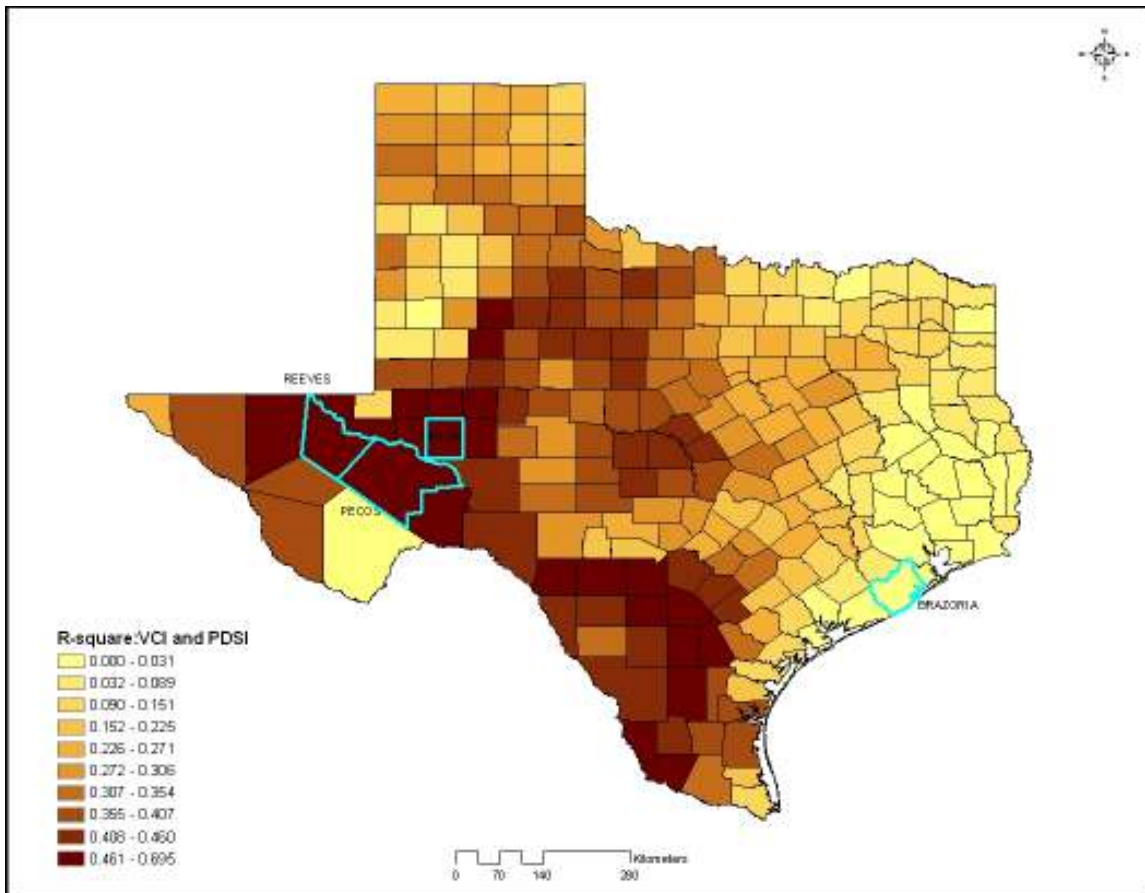 REEVES
PECOS
BRAZORIA
R-square:VCI and PDSI
0.000 - 0.031
0.032 - 0.089
0.090 - 0.151
0.152 - 0.225
0.226 - 0.271
0.272 - 0.306
0.307 - 0.354
0.355 - 0.407
0.408 - 0.460
0.461 - 0.695
Kilometers
0 70 140 280